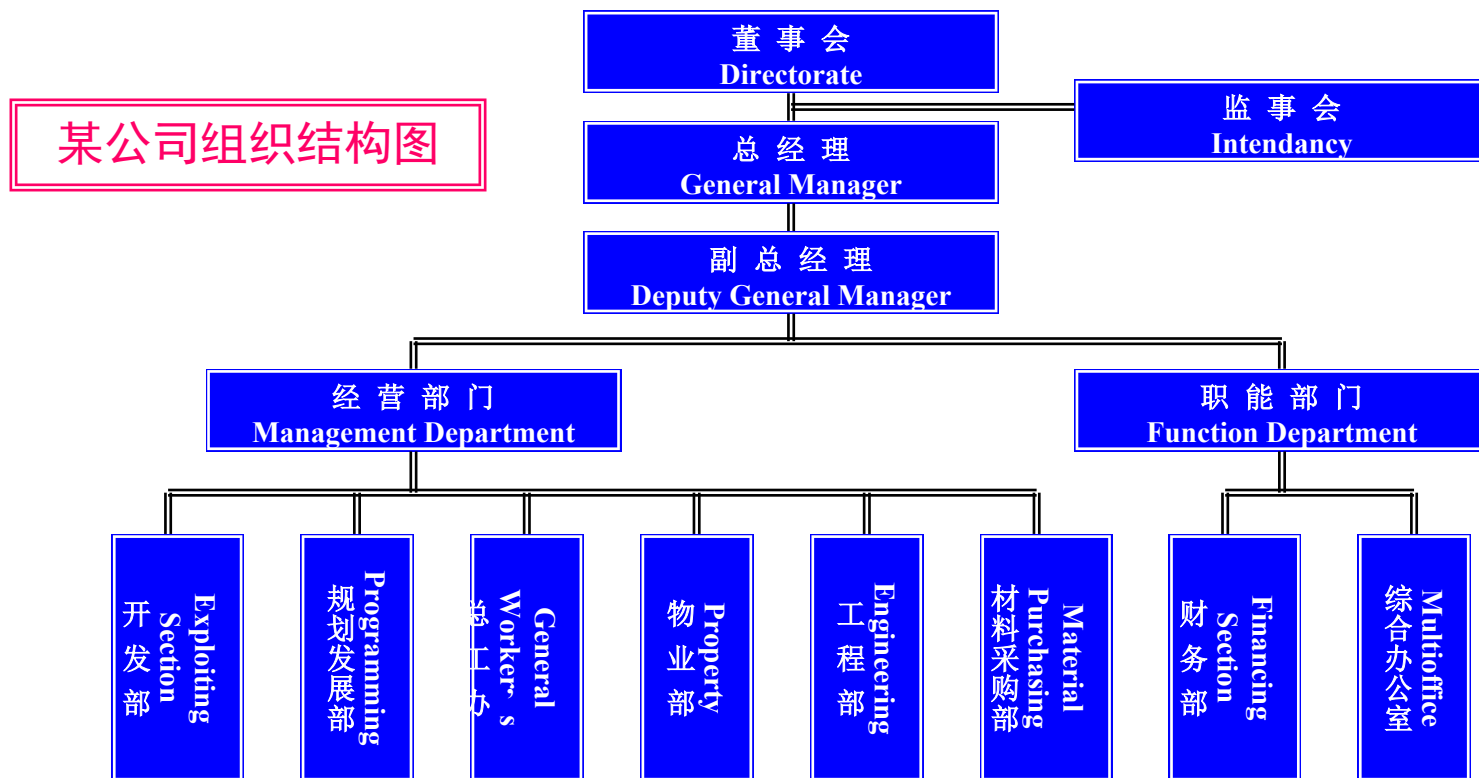 董事会
Directorate
监事会
Intendancy
某公司组织结构图
总经理
General Manager
副总经理
Deputy General Manager
经营部门
Management Department
职能部门
Function Department
开发部
Exploiting
Section
规划发展部
Programming
总工办
General
Worker’s
物业部
Property
工程部
Engineering
材料采购部
Material
Purchasing
财务部
Financing
Section
综合办公室
Multioffice